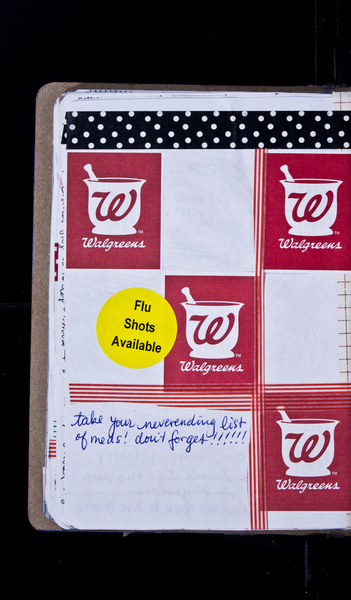 W
Walgreens
W
Walgreens
Flu
Shots
Available
W
Walgreens
take your neverending list
of meds! don't forget!!!!!!
W
Walgreens